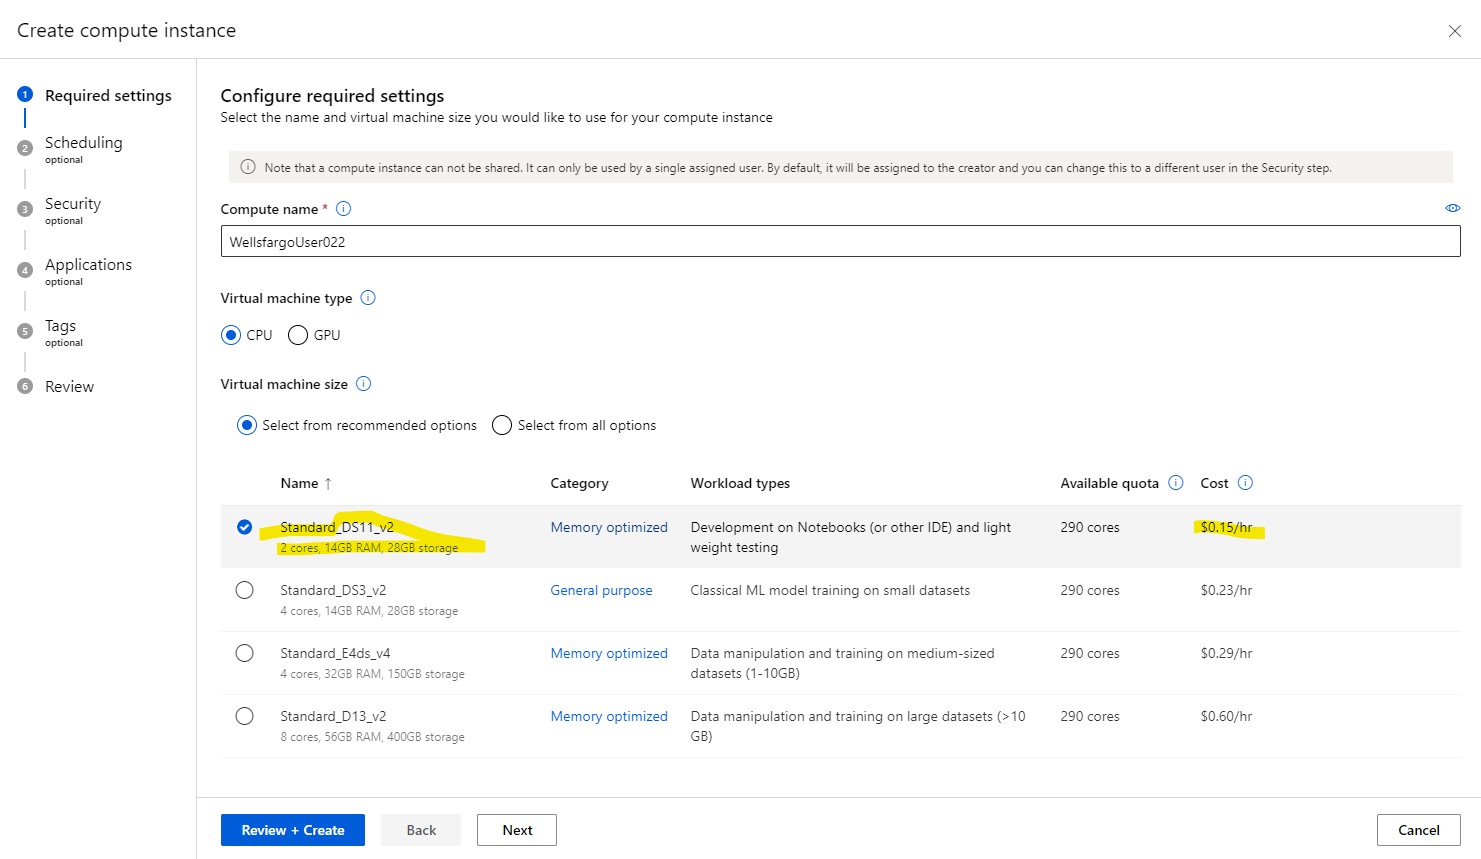 Create compute instance
1 Required settings
2 Scheduling
optional
3 Security
optional
4 Applications
optional
5 Tags
optional
6 Review
Configure required settings
Select the name and virtual machine size you would like to use for your compute instance
Note that a compute instance can not be shared. It can only be used by a single assigned user. By default, it will be assigned to the creator and you can change this to a different user in the Security step.
Compute name *
WellsfargoUser022
Virtual machine type
CPU GPU
Virtual machine size
Select from recommended options Select from all options
Name ↑ Category Workload types Available quota Cost
Standard_DS11_v2 Memory optimized Development on Notebooks (or other IDE) and light 290 cores $0.15/hr
2 cores, 14GB RAM, 28GB storage weight testing
Standard_DS3_v2 General purpose Classical ML model training on small datasets 290 cores $0.23/hr
4 cores, 14GB RAM, 28GB storage
Standard_E4ds_v4 Memory optimized Data manipulation and training on medium-sized 290 cores $0.29/hr
4 cores, 32GB RAM, 150GB storage datasets (1-10GB)
Standard_D13_v2 Memory optimized Data manipulation and training on large datasets (>10 290 cores $0.60/hr
8 cores, 56GB RAM, 400GB storage GB)
Review + Create Back Next Cancel